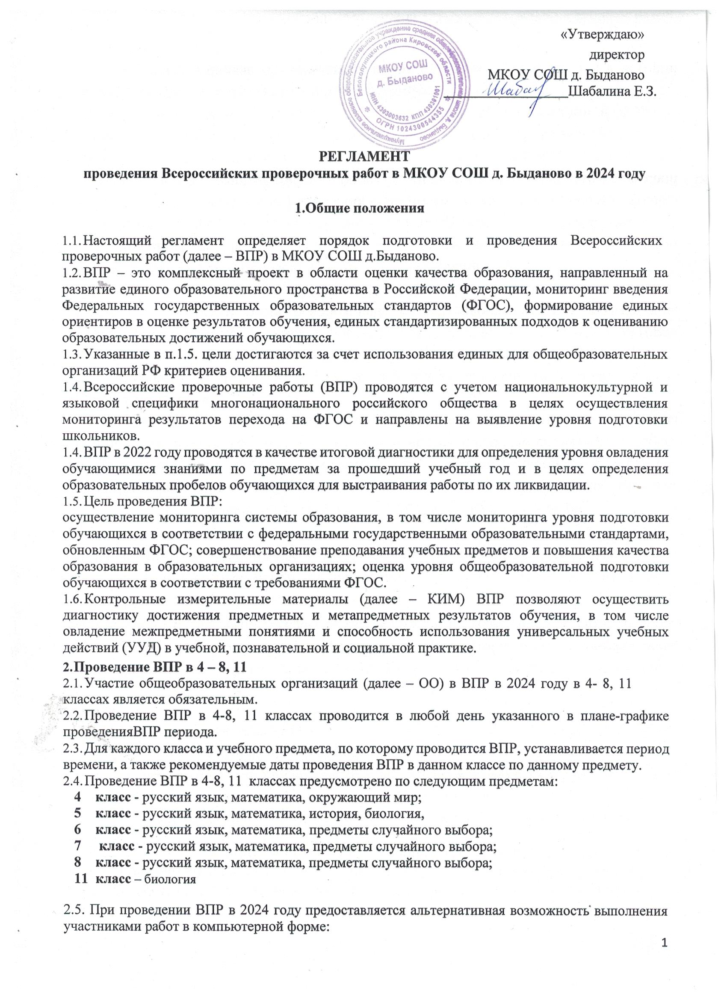 «Утверждаю»
директор
МКОУ СОШ д. Быданово
Шабалина Е.З.
Муниципальное казенное общеобразовательное учреждение средняя общеобразовательная школа д. Быданово
Белохолуницкого района Кировской области
МКОУ СОШ
д. Быданово
ИНН 4303003632 КПП 430301001
ОГРН 1024300544355
РЕГЛАМЕНТ
проведения Всероссийских проверочных работ в МКОУ СОШ д. Быданово в 2024 году
1.Общие положения
1.1. Настоящий регламент определяет порядок подготовки и проведения Всероссийских
проверочных работ (далее – ВПР) в МКОУ СОШ д.Быданово.
1.2. ВПР – это комплексный проект в области оценки качества образования, направленный на
развитие единого образовательного пространства в Российской Федерации, мониторинг введения
Федеральных государственных образовательных стандартов (ФГОС), формирование единых
ориентиров в оценке результатов обучения, единых стандартизированных подходов к оцениванию
образовательных достижений обучающихся.
1.3. Указанные в п.1.5. цели достигаются за счет использования единых для общеобразовательных
организаций РФ критериев оценивания.
1.4. Всероссийские проверочные работы (ВПР) проводятся с учетом национальнокультурной и
языковой специфики многонационального российского общества в целях осуществления
мониторинга результатов перехода на ФГОС и направлены на выявление уровня подготовки
школьников.
1.4. ВПР в 2022 году проводятся в качестве итоговой диагностики для определения уровня овладения
обучающимися знаниями по предметам за прошедший учебный год и в целях определения
образовательных пробелов обучающихся для выстраивания работы по их ликвидации.
1.5. Цель проведения ВПР:
осуществление мониторинга системы образования, в том числе мониторинга уровня подготовки
обучающихся в соответствии с федеральными государственными образовательными стандартами,
обновленным ФГОС; совершенствование преподавания учебных предметов и повышения качества
образования в образовательных организациях; оценка уровня общеобразовательной подготовки
обучающихся в соответствии с требованиями ФГОС.
1.6. Контрольные измерительные материалы (далее – КИМ) ВПР позволяют осуществить
диагностику достижения предметных и метапредметных результатов обучения, в том числе
овладение межпредметными понятиями и способность использования универсальных учебных
действий (УУД) в учебной, познавательной и социальной практике.
2.Проведение ВПР в 4 – 8, 11
2.1. Участие общеобразовательных организаций (далее – ОО) в ВПР в 2024 году в 4- 8, 11
классах является обязательным.
2.2. Проведение ВПР в 4-8, 11 классах проводится в любой день указанного в плане-графике
проведенияВПР периода.
2.3. Для каждого класса и учебного предмета, по которому проводится ВПР, устанавливается период
времени, а также рекомендуемые даты проведения ВПР в данном классе по данному предмету.
2.4. Проведение ВПР в 4-8, 11 классах предусмотрено по следующим предметам:
4 класс - русский язык, математика, окружающий мир;
5 класс - русский язык, математика, история, биология,
6 класс - русский язык, математика, предметы случайного выбора;
7 класс - русский язык, математика, предметы случайного выбора;
8 класс - русский язык, математика, предметы случайного выбора;
11 класс – биология
2.5. При проведении ВПР в 2024 году предоставляется альтернативная возможность выполнения
участниками работ в компьютерной форме:
1